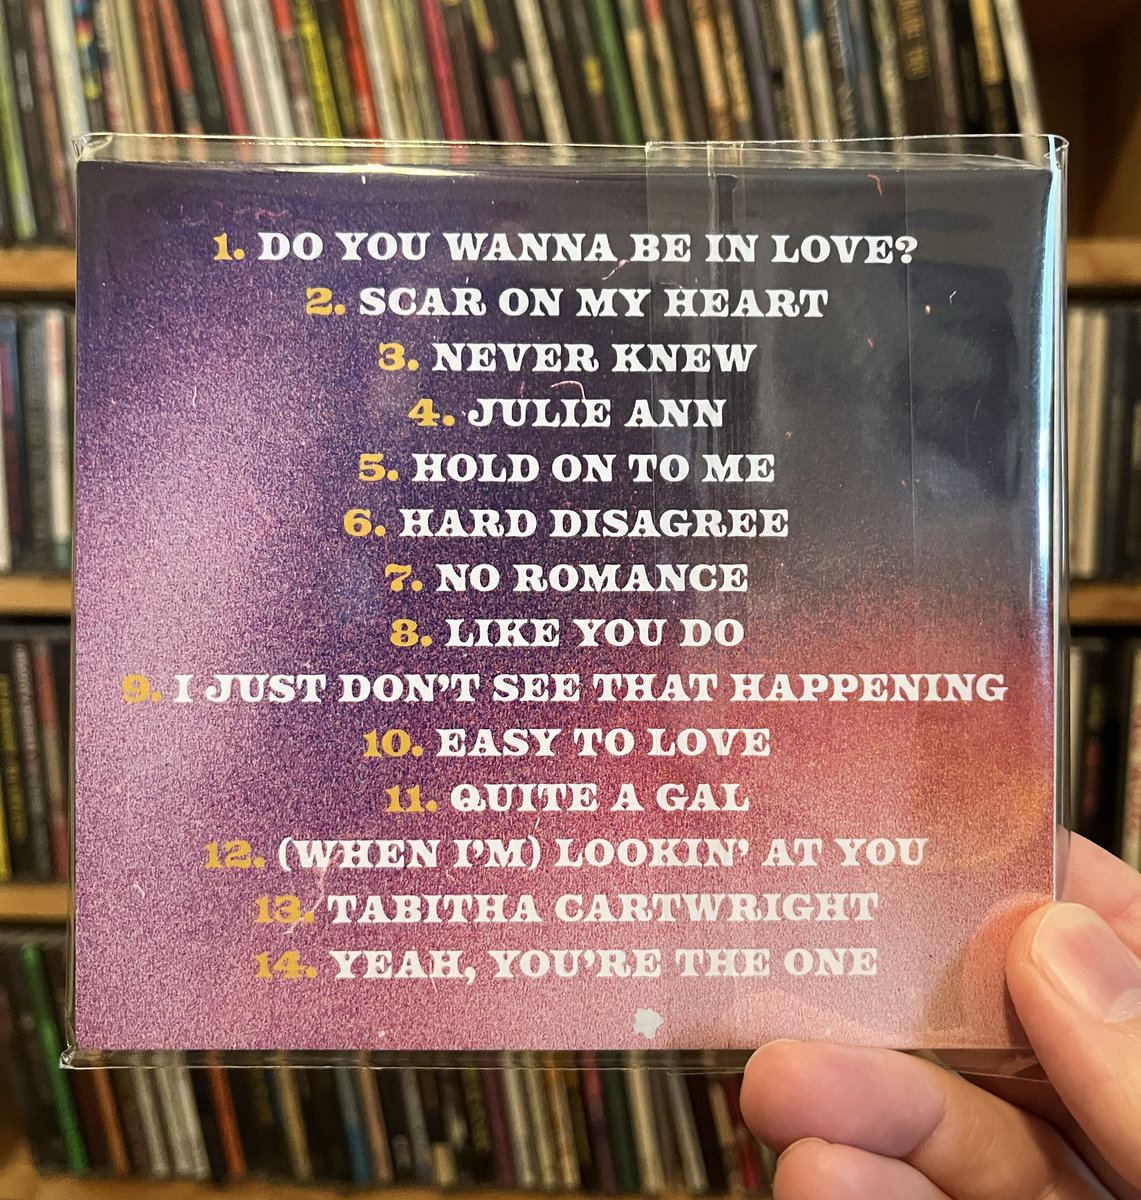 1. DO YOU WANNA BE IN LOVE?
2. SCAR ON MY HEART
3. NEVER KNEW
4. JULIE ANN
5. HOLD ON TO ME
6. HARD DISAGREE
7. NO ROMANCE
8. LIKE YOU DO
9. I JUST DON'T SEE THAT HAPPENING
10. EASY TO LOVE
11. QUITE A GAL
12. (WHEN I'M) LOOKIN' AT YOU
13. TABITHA CARTWRIGHT
14. YEAH, YOU'RE THE ONE